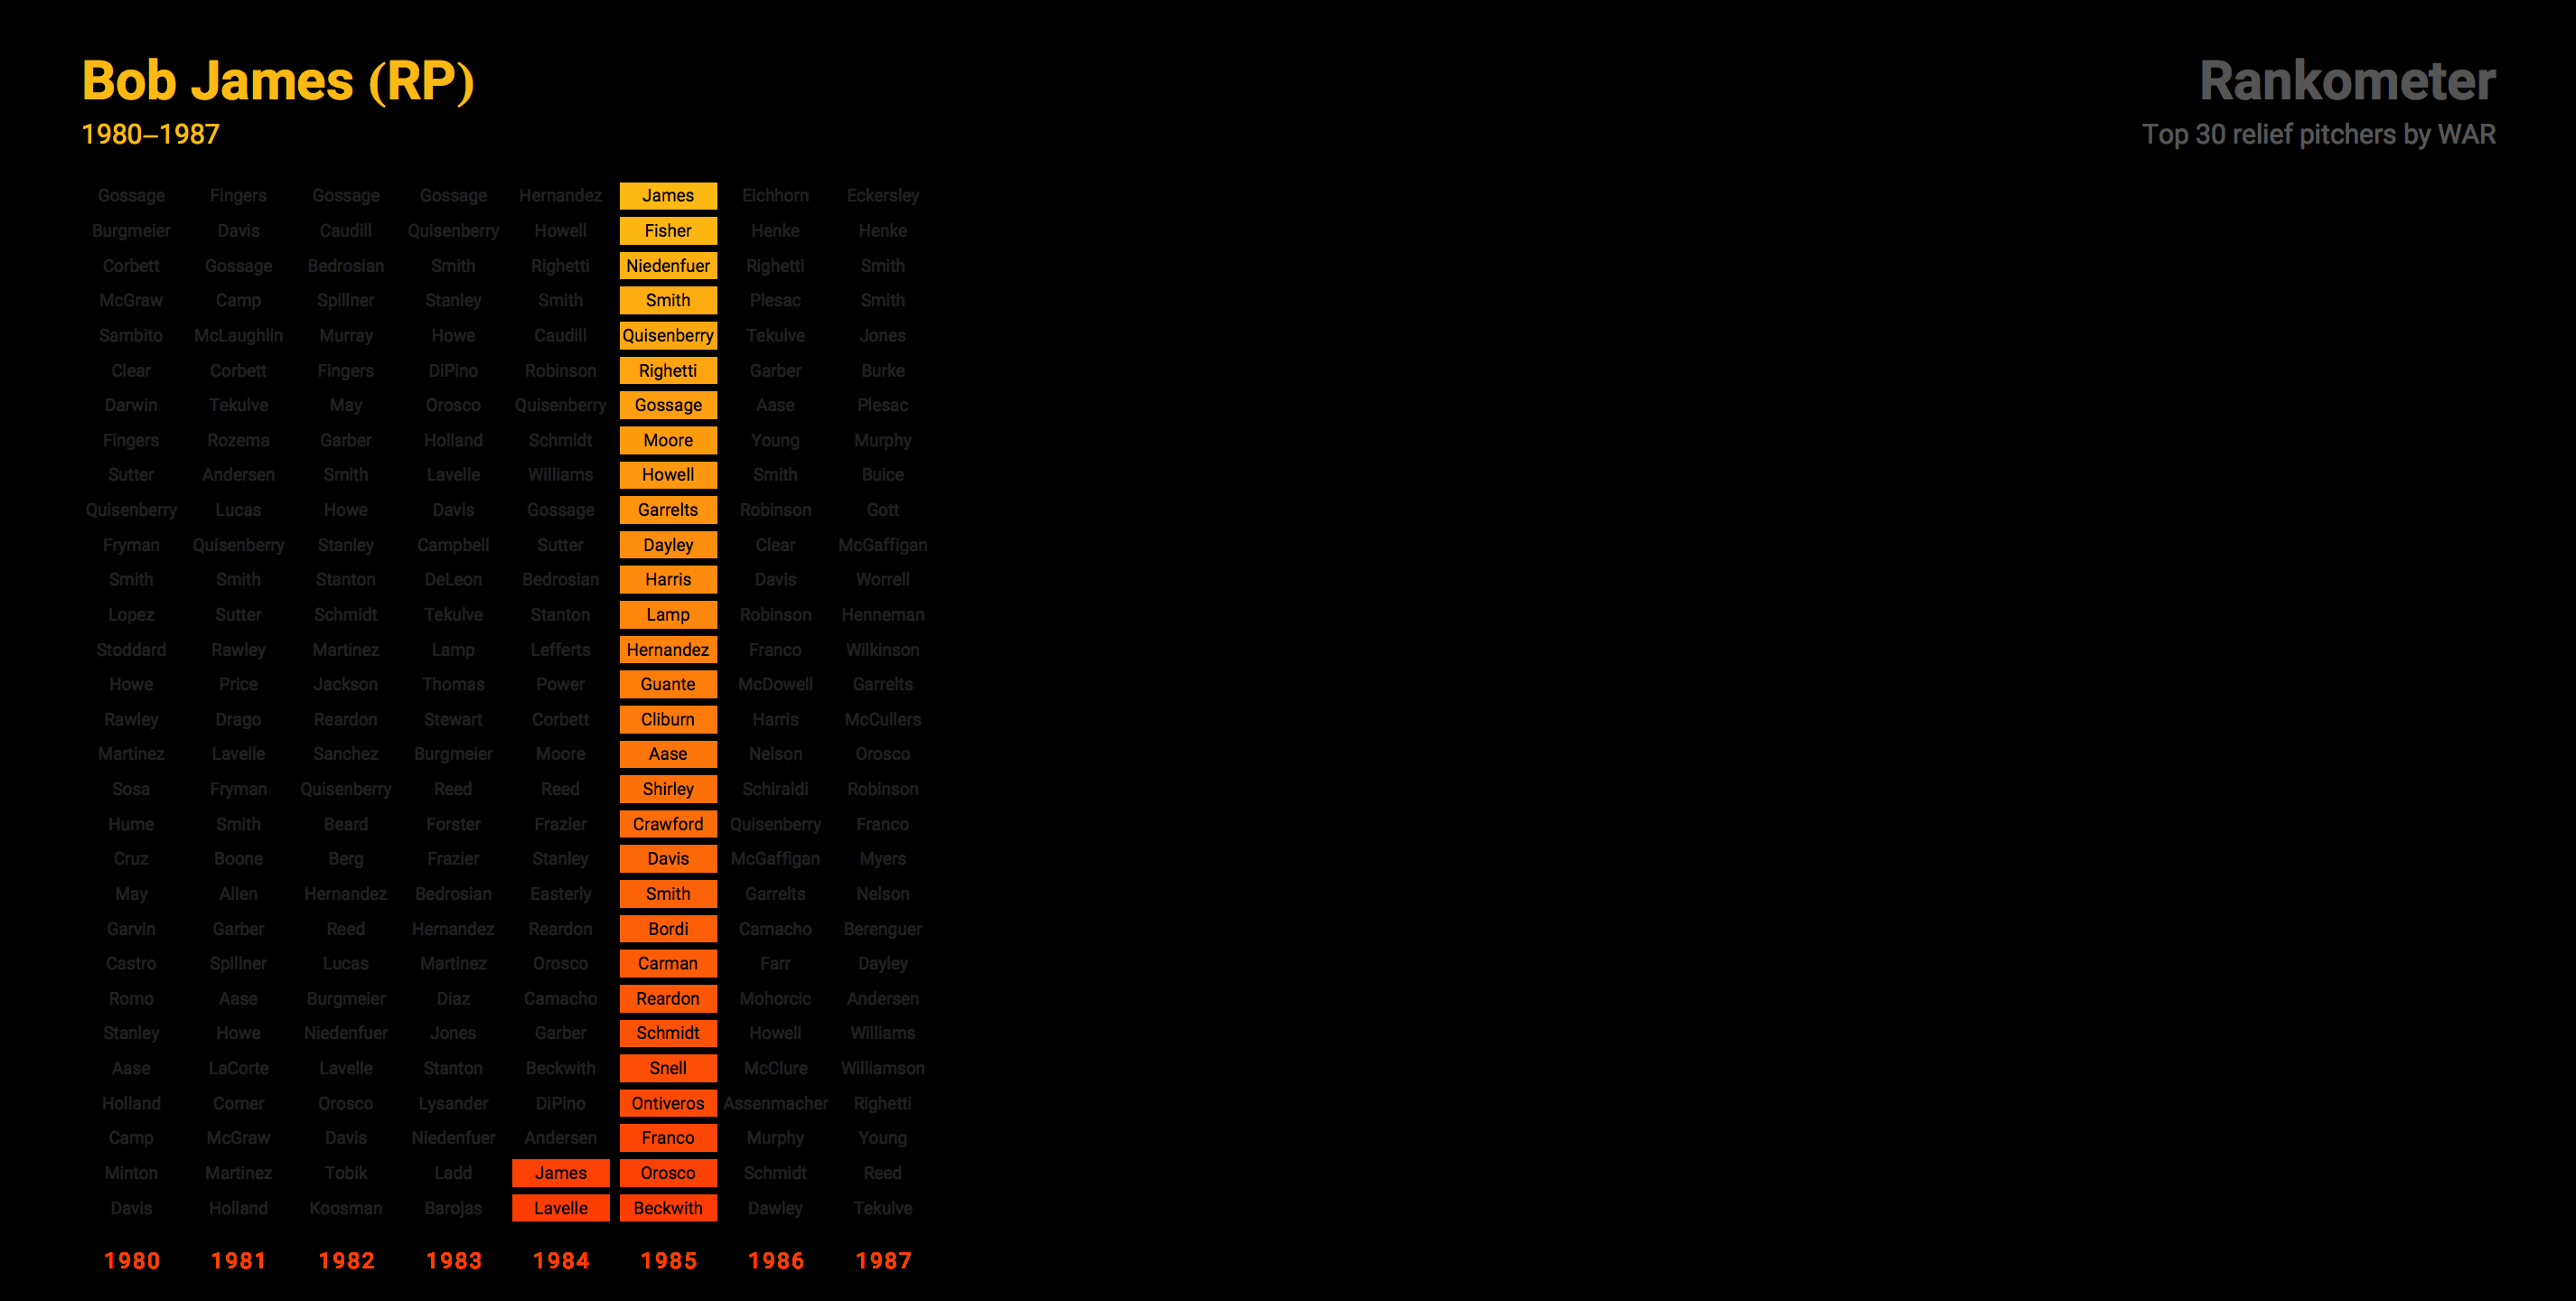 Bob James (RP)
1980–1987
Rankometer
Top 30 relief pitchers by WAR
Gossage Fingers Gossage Gossage Hernandez James Eichhorn Eckersley
Burgmeier Davis Caudill Quisenberry Howell Fisher Henke Henke
Corbett Gossage Bedrosian Smith Righetti Niedenfuer Righetti Smith
McGraw Camp Spillner Stanley Smith Smith Plesac Smith
Sambito McLaughlin Murray Howe Caudill Quisenberry Tekulve Jones
Clear Corbett Fingers DiPino Robinson Righetti Garber Burke
Darwin Tekulve May Orosco Quisenberry Gossage Aase Plesac
Fingers Rozema Garber Holland Schmidt Moore Young Murphy
Sutter Andersen Smith Lavelle Williams Howell Smith Buice
Quisenberry Lucas Howe Davis Gossage Garrelts Robinson Gott
Fryman Quisenberry Stanley Campbell Sutter Dayley Clear McGaffigan
Smith Smith Stanton DeLeon Bedrosian Harris Davis Worrell
Lopez Sutter Schmidt Tekulve Stanton Lamp Robinson Henneman
Stoddard Rawley Martinez Lamp Lefferts Hernandez Franco Wilkinson
Howe Price Jackson Thomas Power Guante McDowell Garrelts
Rawley Drago Reardon Stewart Corbett Cliburn Harris McCullers
Martinez Lavelle Sanchez Burgmeier Moore Aase Nelson Orosco
Sosa Fryman Quisenberry Reed Reed Shirley Schiraldi Robinson
Hume Smith Beard Forster Frazier Crawford Quisenberry Franco
Cruz Boone Berg Frazier Stanley Davis McGaffigan Myers
May Allen Hernandez Bedrosian Easterly Smith Garrelts Nelson
Garvin Garber Reed Hernandez Reardon Bordi Camacho Berenguer
Castro Spillner Lucas Martinez Orosco Carman Farr Dayley
Romo Aase Burgmeier Diaz Camacho Reardon Mohorcic Andersen
Stanley Howe Niedenfuer Jones Garber Schmidt Howell Williams
Aase LaCorte Lavelle Stanton Beckwith Snell McClure Williamson
Holland Comer Orosco Lysander DiPino Ontiveros Assenmacher Righetti
Camp McGraw Davis Niedenfuer Andersen Franco Murphy Young
Minton Martinez Tobik Ladd James Orosco Schmidt Reed
Davis Holland Koosman Barojas Lavelle Beckwith Dawley Tekulve
1980 1981 1982 1983 1984 1985 1986 1987